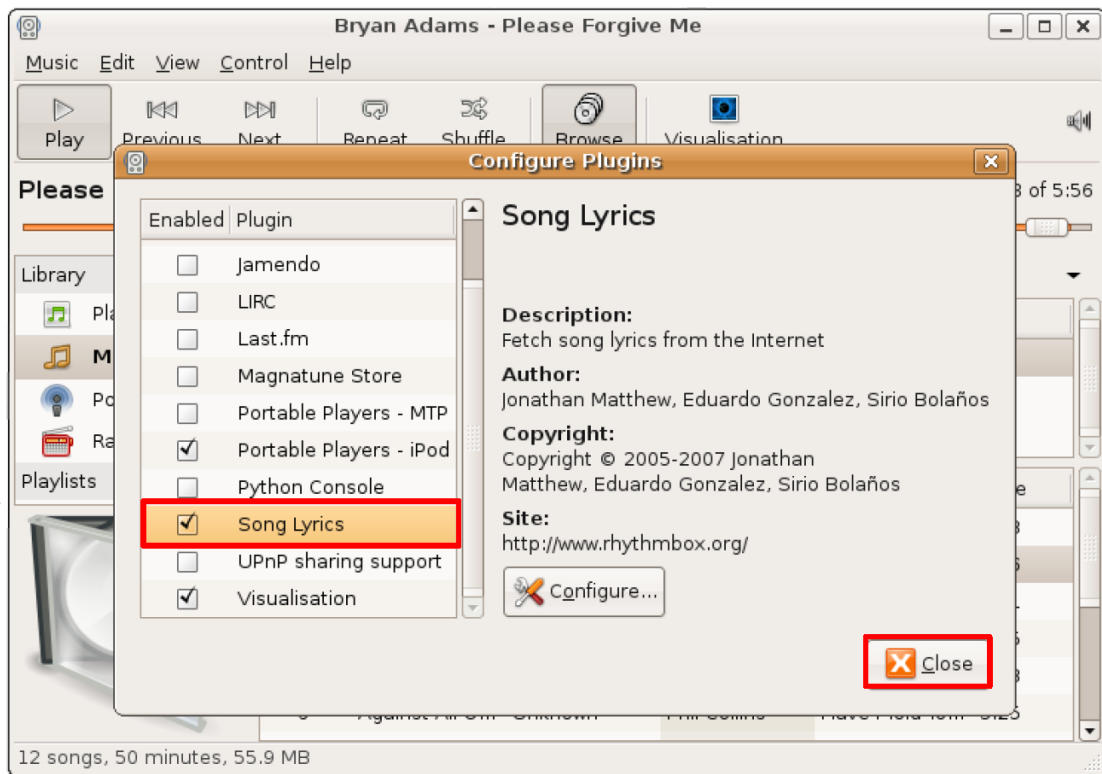 Bryan Adams - Please Forgive Me
Music Edit View Control Help
Play Previous Next Repeat Shuffle Browse Visualisation
Configure Plugins
Please
of 5:56
Enabled Plugin
Song Lyrics
Library
Jamendo
LIRC
Last.fm
Magnatune Store
Portable Players - MTP
Portable Players - iPod
Python Console
Song Lyrics
UPnP sharing support
Visualisation
Description:
Fetch song lyrics from the Internet
Author:
Jonathan Matthew, Eduardo Gonzalez, Sirio Bolaños
Copyright:
Copyright © 2005-2007 Jonathan
Matthew, Eduardo Gonzalez, Sirio Bolaños
Site:
http://www.rhythmbox.org/
Configure...
Close
Pla
M
Po
Ra
Playlists
12 songs, 50 minutes, 55.9 MB